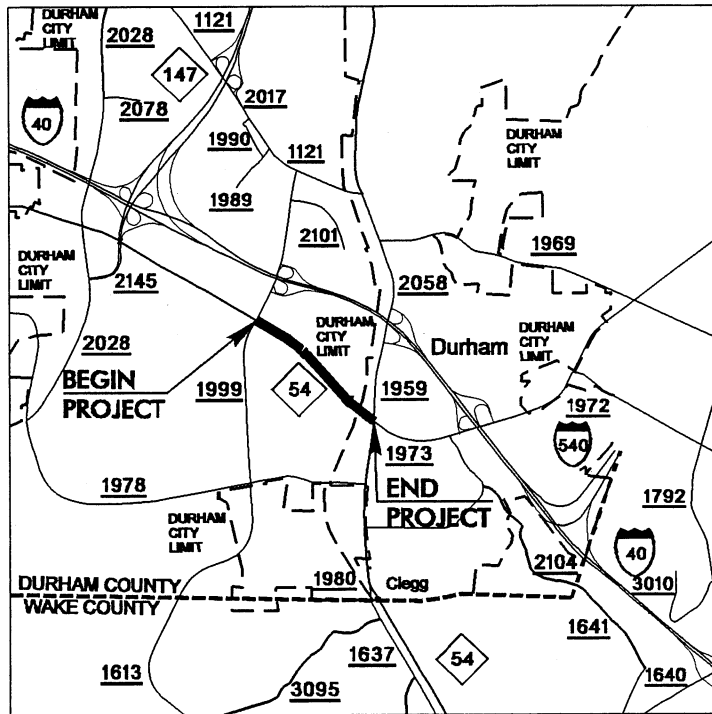 DURHAM
CITY
LIMIT
2028
1121
147
40
2078
2017
1990
1121
DURHAM
CITY
LIMIT
1989
2101
1969
DURHAM
CITY
LIMIT
2145
2058
DURHAM
CITY
LIMIT
Durham
DURHAM
CITY
LIMIT
2028
BEGIN
PROJECT
1999
54
1959
1972
540
1973
1978
END
PROJECT
1792
DURHAM
CITY
LIMIT
40
2104
1980
Clegg
3010
DURHAM COUNTY
WAKE COUNTY
1641
1637
54
1613
3095
1640